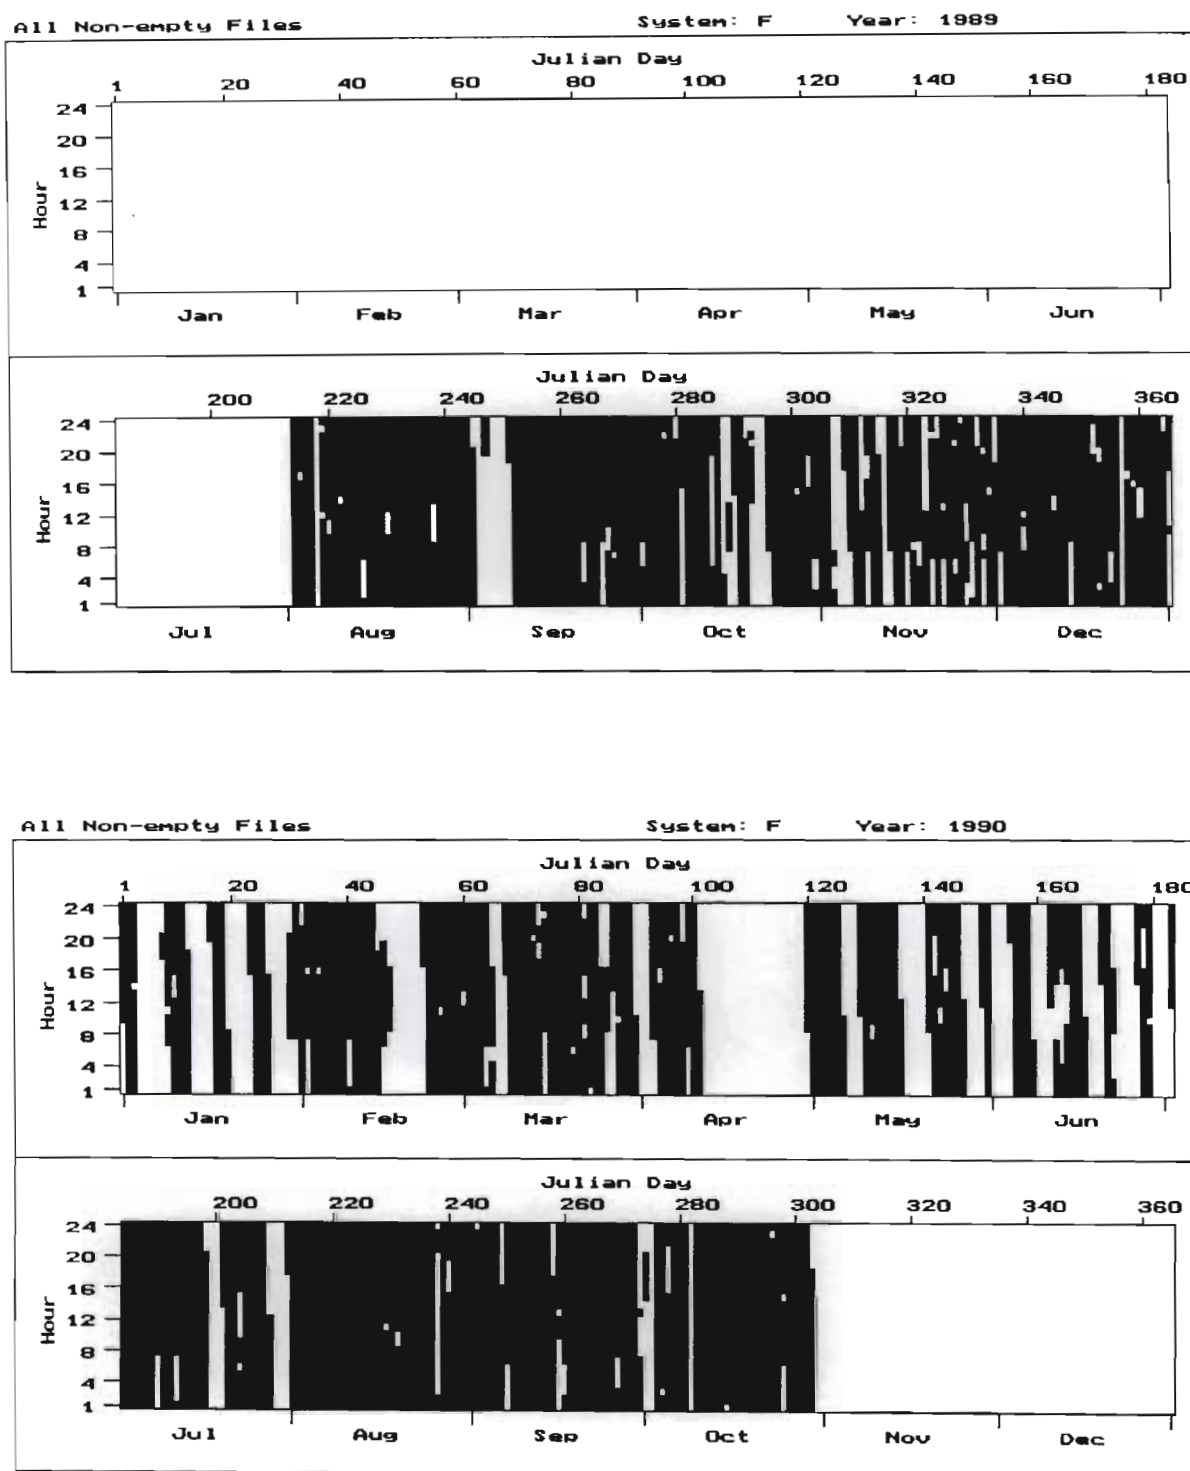 All Non-empty Files System: F Year: 1989
Julian Day
1 20 40 60 80 100 120 140 160 180
24
20
16
12
8
4
1
Hour
Jan Feb Mar Apr May Jun
Julian Day
200 220 240 260 280 300 320 340 360
24
20
16
12
8
4
1
Hour
Jul Aug Sep Oct Nov Dec
All Non-empty Files System: F Year: 1990
Julian Day
1 20 40 60 80 100 120 140 160 180
24
20
16
12
8
4
1
Hour
Jan Feb Mar Apr May Jun
Julian Day
200 220 240 260 280 300 320 340 360
24
20
16
12
8
4
1
Hour
Jul Aug Sep Oct Nov Dec